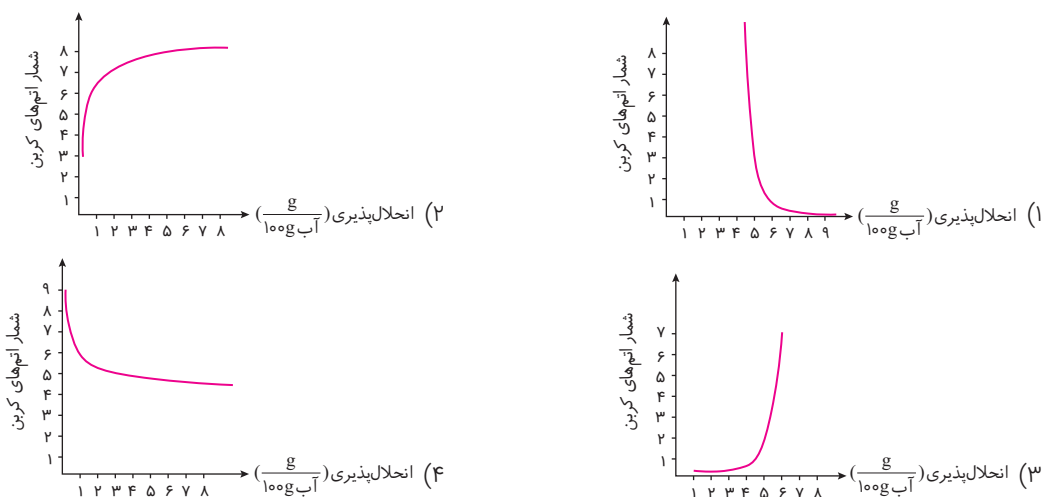 شمار اتم‌های کربن
۸
۷
۶
۵
۴
۳
۲
۱
۱ ۲ ۳ ۴ ۵ ۶ ۷ ۸ ۹
۱) انحلال‌پذیری (g / ۱۰۰g آب)
شمار اتم‌های کربن
۸
۷
۶
۵
۴
۳
۲
۱
۱ ۲ ۳ ۴ ۵ ۶ ۷ ۸
۲) انحلال‌پذیری (g / ۱۰۰g آب)
شمار اتم‌های کربن
۷
۶
۵
۴
۳
۲
۱
۱ ۲ ۳ ۴ ۵ ۶ ۷ ۸
۳) انحلال‌پذیری (g / ۱۰۰g آب)
شمار اتم‌های کربن
۹
۸
۷
۶
۵
۴
۳
۲
۱
۱ ۲ ۳ ۴ ۵ ۶ ۷ ۸
۴) انحلال‌پذیری (g / ۱۰۰g آب)